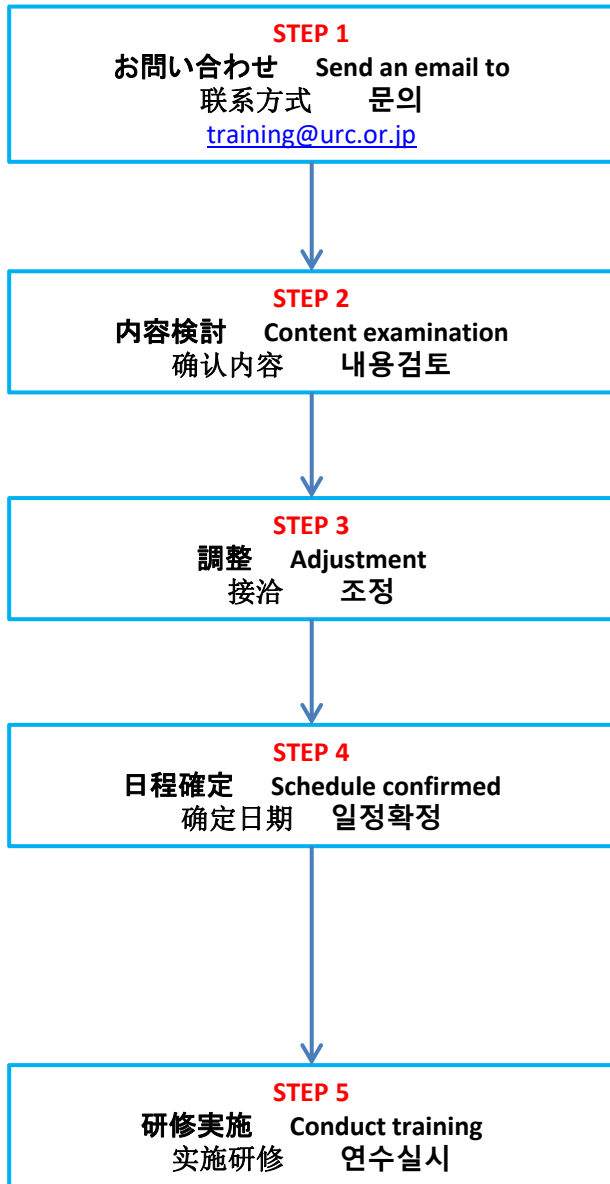 STEP 1
お問い合わせ Send an email to
联系方式 문의
training@urc.or.jp
STEP 2
内容検討 Content examination
确认内容 내용검토
STEP 3
調整 Adjustment
接洽 조정
STEP 4
日程確定 Schedule confirmed
确定日期 일정확정
STEP 5
研修実施 Conduct training
实施研修 연수실시